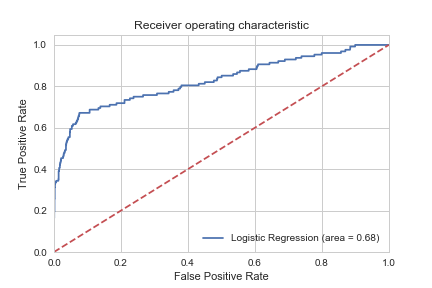 Receiver operating characteristic
1.0
0.8
0.6
0.4
0.2
0.0
True Positive Rate
Logistic Regression (area = 0.68)
0.0 0.2 0.4 0.6 0.8 1.0
False Positive Rate